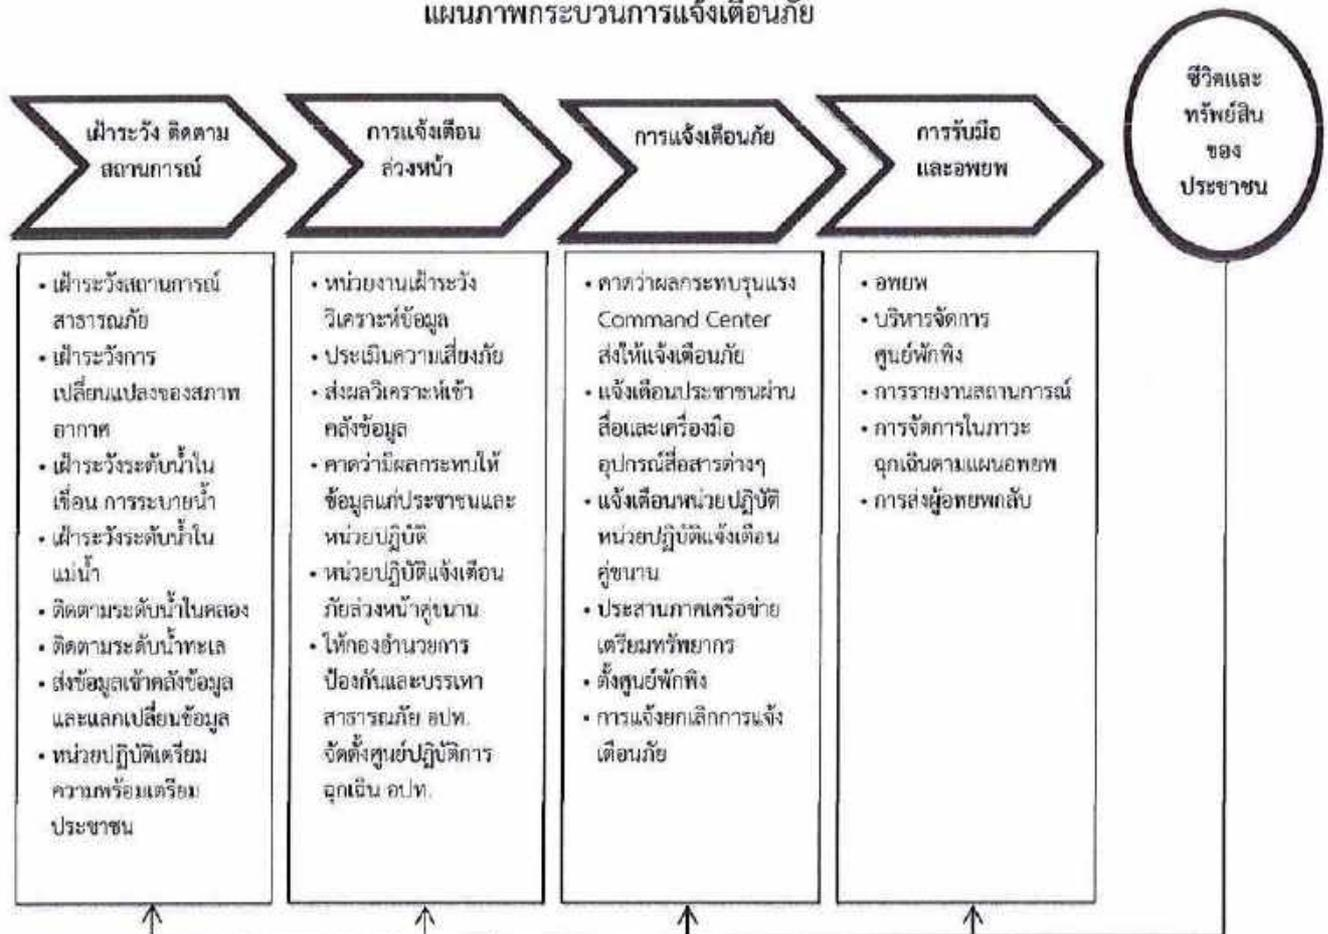 แผนภาพกระบวนการแจ้งเตือนภัย
เฝ้าระวัง ติดตาม
สถานการณ์
การแจ้งเตือน
ล่วงหน้า
การแจ้งเตือนภัย
การรับมือ
และอพยพ
ชีวิตและ
ทรัพย์สิน
ของ
ประชาชน
• เฝ้าระวังสถานการณ์
สาธารณภัย
• เฝ้าระวังการ
เปลี่ยนแปลงของสภาพ
อากาศ
• เฝ้าระวังระดับน้ำใน
เขื่อน การระบายน้ำ
• เฝ้าระวังระดับน้ำใน
แม่น้ำ
• ติดตามระดับน้ำในคลอง
• ติดตามระดับน้ำทะเล
• ส่งข้อมูลเข้าคลังข้อมูล
และแลกเปลี่ยนข้อมูล
• หน่วยปฏิบัติเตรียม
ความพร้อมเตรียม
ประชาชน
• หน่วยงานเฝ้าระวัง
วิเคราะห์ข้อมูล
• ประเมินความเสี่ยงภัย
• ส่งผลวิเคราะห์เข้า
คลังข้อมูล
• คาดว่ามีผลกระทบให้
ข้อมูลแก่ประชาชนและ
หน่วยปฏิบัติ
• หน่วยปฏิบัติแจ้งเตือน
ภัยล่วงหน้าคู่ขนาน
• ให้กองอำนวยการ
ป้องกันและบรรเทา
สาธารณภัย อปท.
จัดตั้งศูนย์ปฏิบัติการ
ฉุกเฉิน อปท.
• คาดว่าผลกระทบรุนแรง
Command Center
สั่งให้แจ้งเตือนภัย
• แจ้งเตือนประชาชนผ่าน
สื่อและเครื่องมือ
อุปกรณ์สื่อสารต่างๆ
• แจ้งเตือนหน่วยปฏิบัติ
หน่วยปฏิบัติแจ้งเตือน
คู่ขนาน
• ประสานภาคเครือข่าย
เตรียมทรัพยากร
• ตั้งศูนย์พักพิง
• การแจ้งยกเลิกการแจ้ง
เตือนภัย
• อพยพ
• บริหารจัดการ
ศูนย์พักพิง
• การรายงานสถานการณ์
• การจัดการในภาวะ
ฉุกเฉินตามแผนอพยพ
• การส่งผู้อพยพกลับ